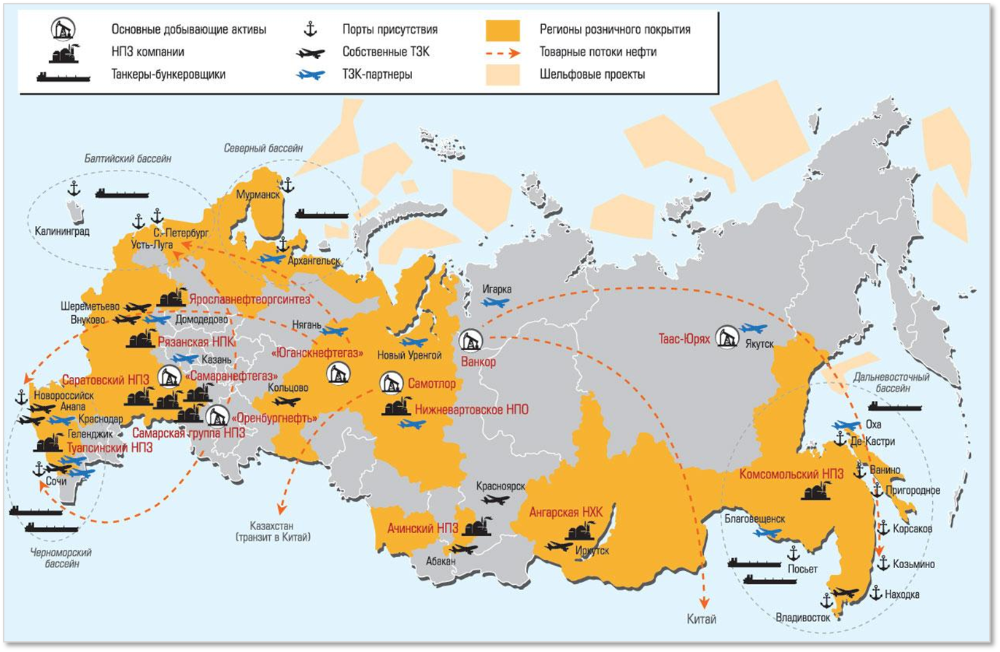 Основные добывающие активы
НПЗ компании
Танкеры-бункеровщики
Порты присутствия
Собственные ТЗК
ТЗК-партнеры
Регионы розничного покрытия
Товарные потоки нефти
Шельфовые проекты
Балтийский бассейн
Северный бассейн
Мурманск
Калининград
С.-Петербург
Усть-Луга
Архангельск
Игарка
Шереметьево
Ярославнефтеоргсинтез
Внуково
Домодедово
Нягань
Рязанская НПК
«Юганскнефтегаз»
Новый Уренгой
Ванкор
Таас-Юрях
Якутск
Казань
Саратовский НПЗ
«Самаранефтегаз»
Самотлор
Кольцово
Дальневосточный
бассейн
Новороссийск
Анапа
Краснодар
«Оренбургнефть»
Нижневартовское НПО
Геленджик
Самарская группа НПЗ
Туапсинский НПЗ
Сочи
Оха
Де-Кастри
Ванино
Комсомольский НПЗ
Пригородное
Красноярск
Ангарская НХК
Благовещенск
Корсаков
Казахстан
(транзит в Китай)
Ачинский НПЗ
Иркутск
Абакан
Черноморский
бассейн
Посьет
Козьмино
Находка
Владивосток
Китай